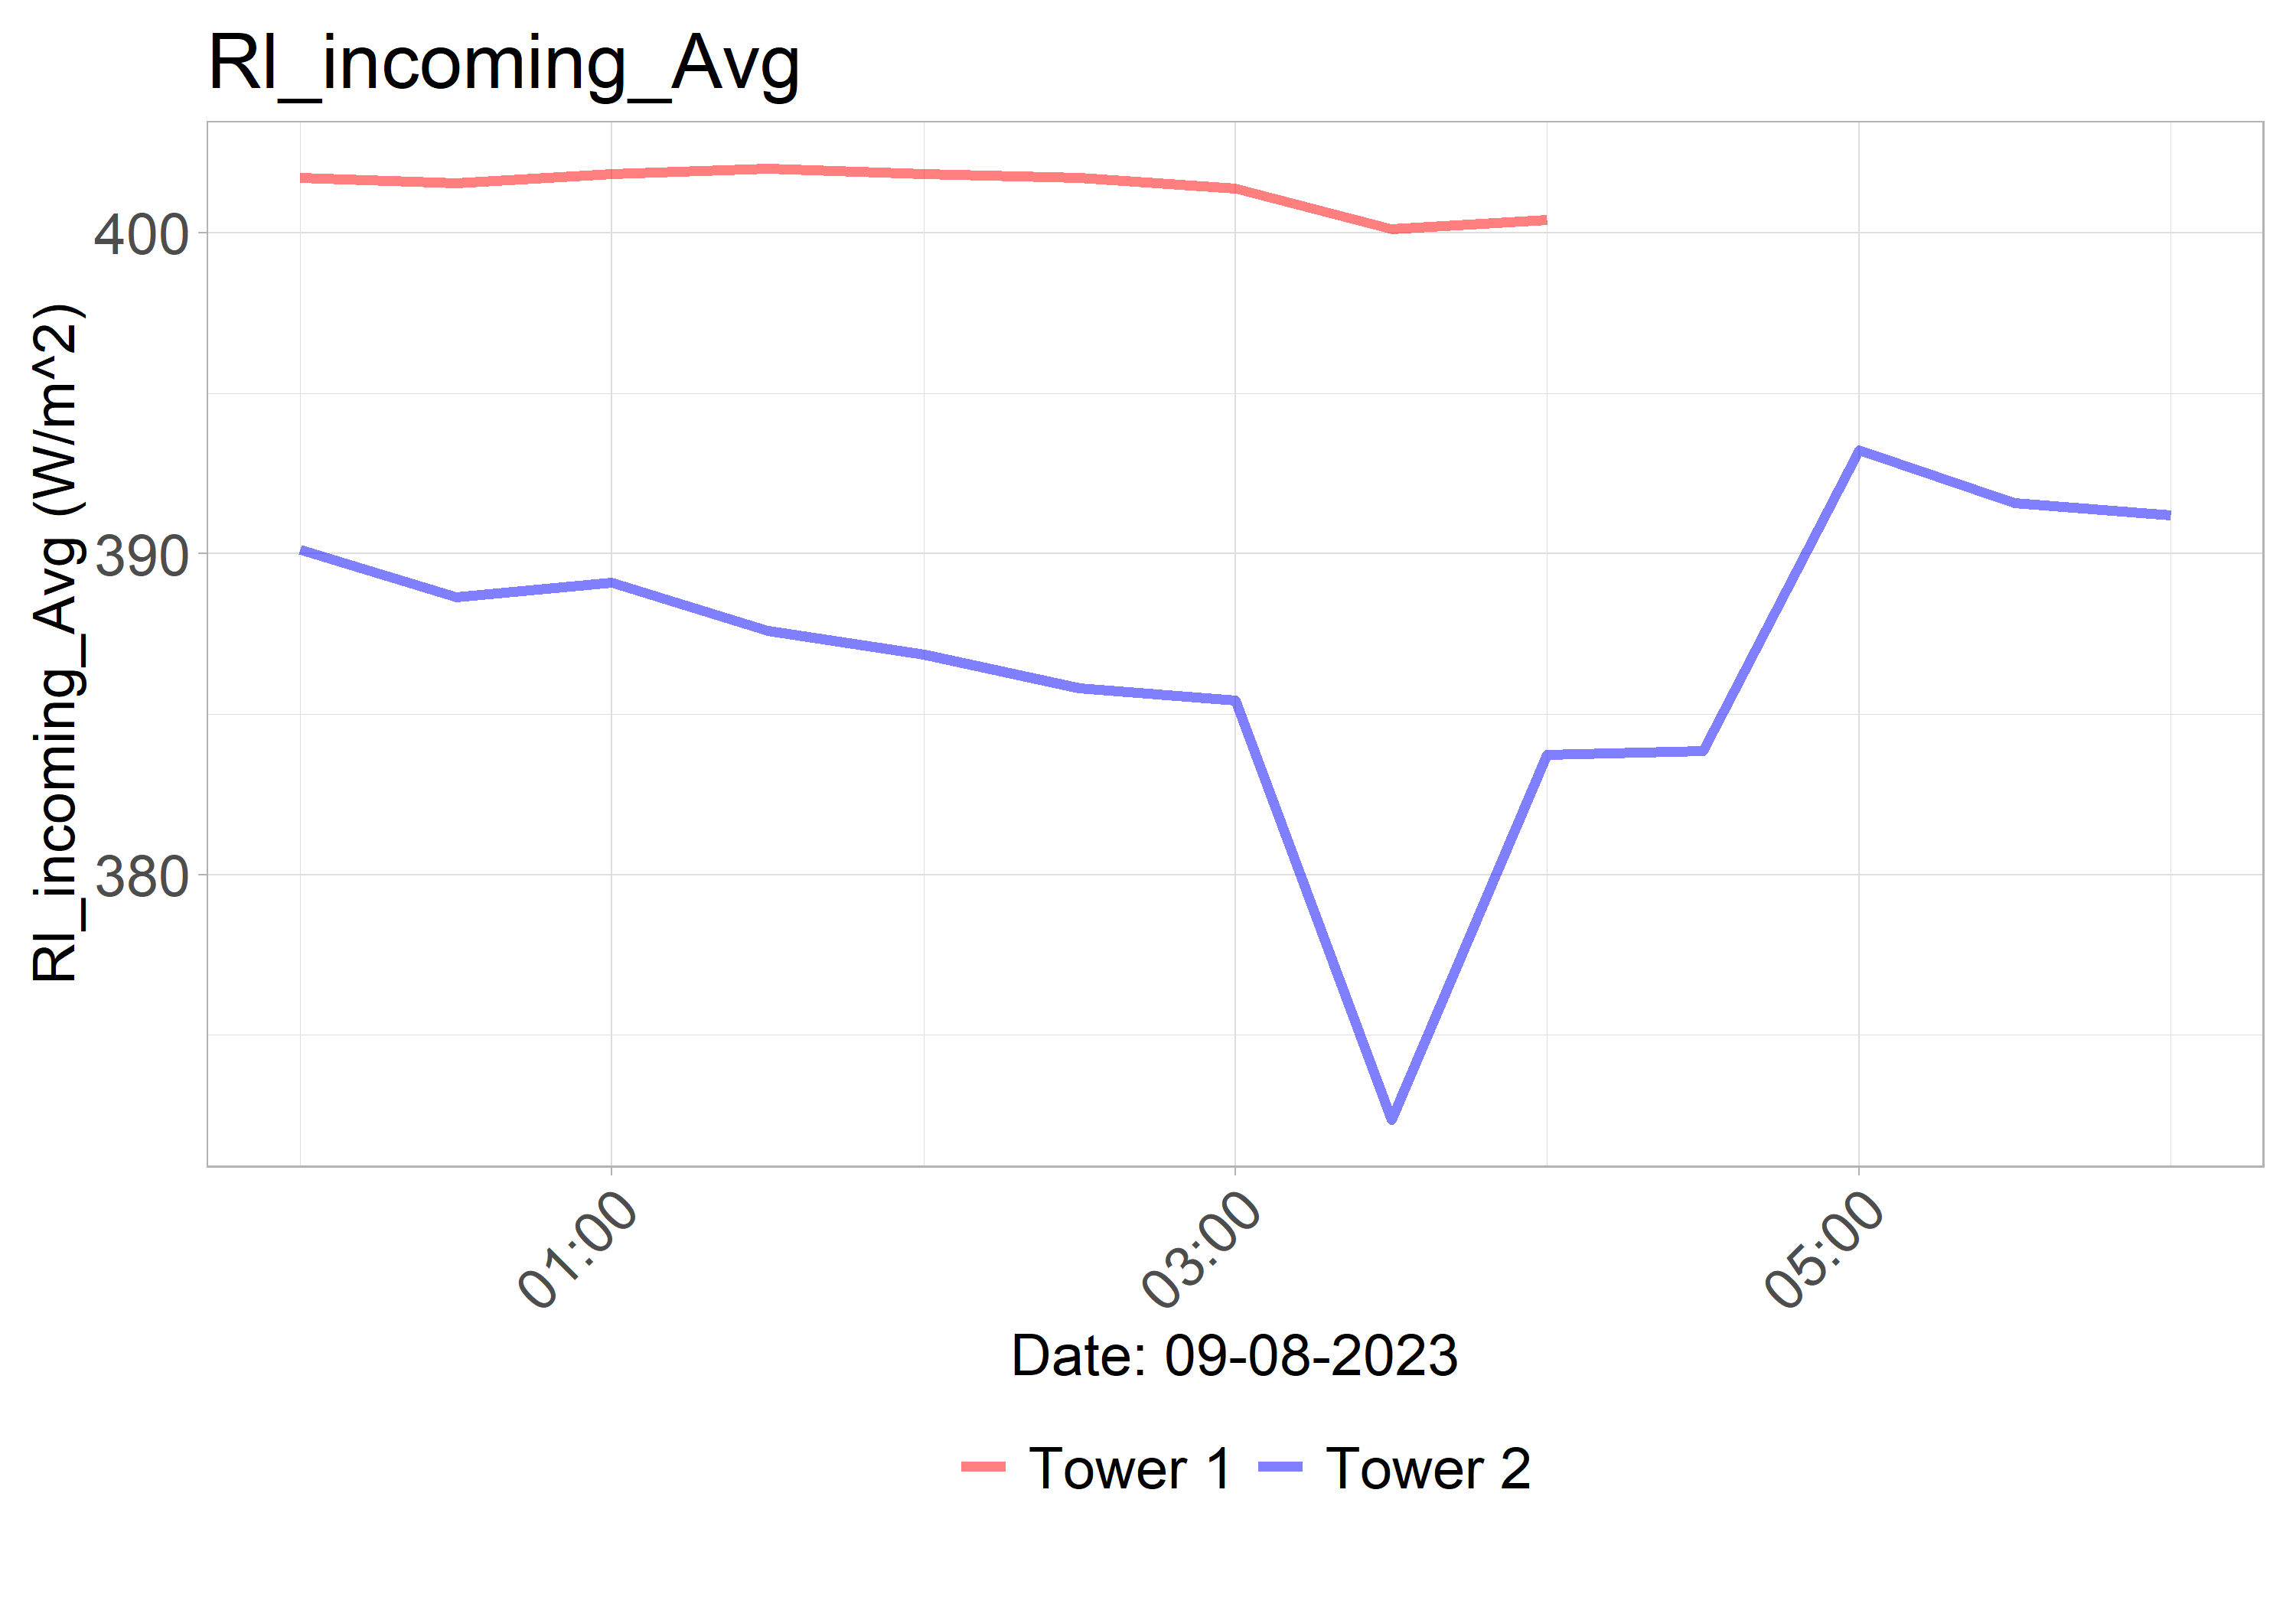 Rl_incoming_Avg
Rl_incoming_Avg (W/m^2)
400
390
380
01:00
03:00
05:00
Date: 09-08-2023
Tower 1
Tower 2